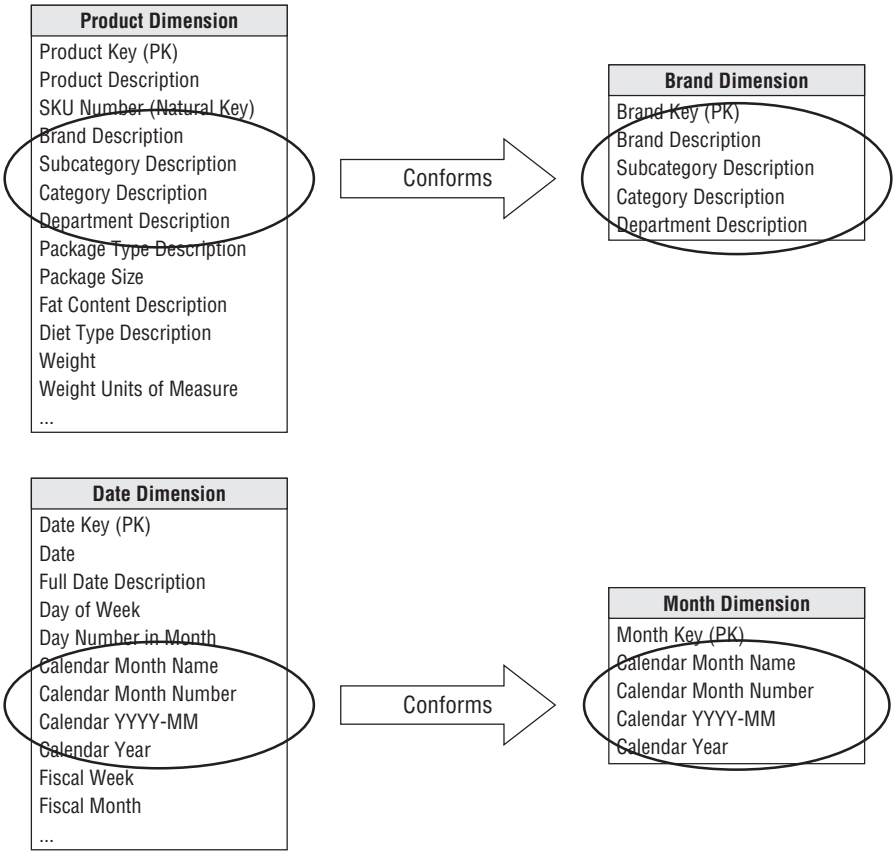 Product Dimension
Product Key (PK)
Product Description
SKU Number (Natural Key)
Brand Description
Subcategory Description
Category Description
Department Description
Package Type Description
Package Size
Fat Content Description
Diet Type Description
Weight
Weight Units of Measure
...
Conforms
Brand Dimension
Brand Key (PK)
Brand Description
Subcategory Description
Category Description
Department Description
Date Dimension
Date Key (PK)
Date
Full Date Description
Day of Week
Day Number in Month
Calendar Month Name
Calendar Month Number
Calendar YYYY-MM
Calendar Year
Fiscal Week
Fiscal Month
...
Conforms
Month Dimension
Month Key (PK)
Calendar Month Name
Calendar Month Number
Calendar YYYY-MM
Calendar Year